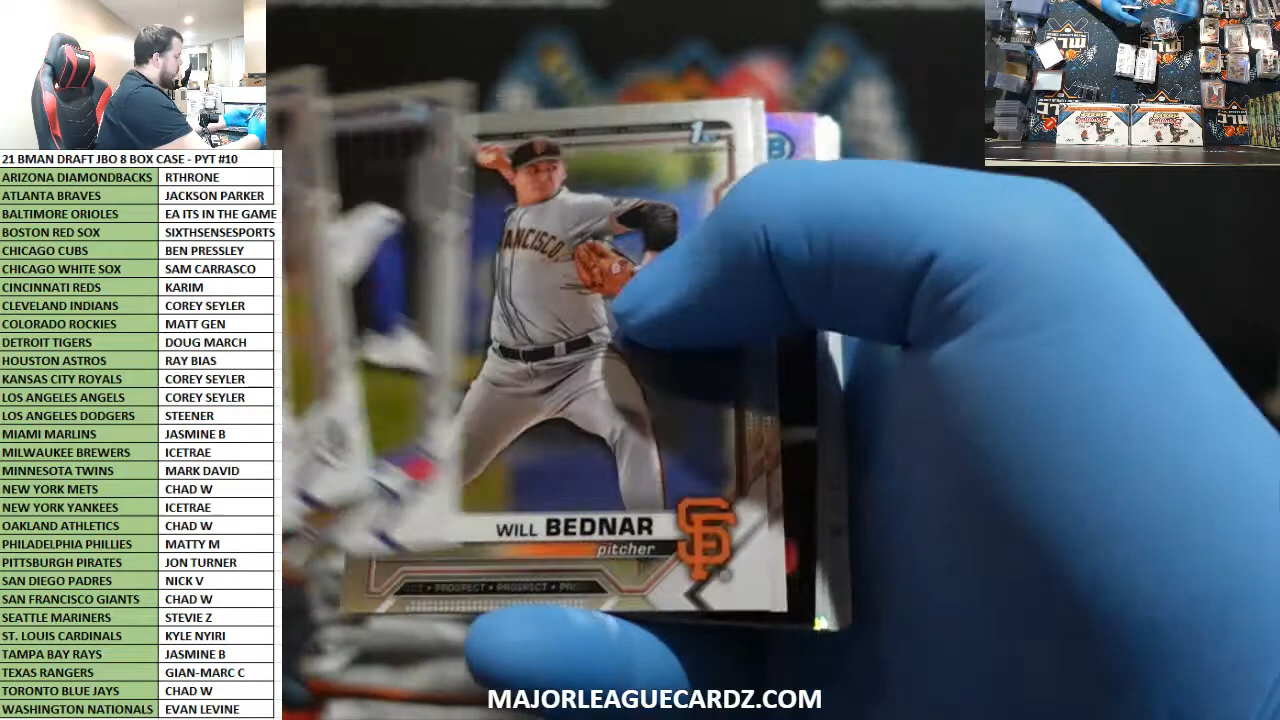 21 BMAN DRAFT JBO 8 BOX CASE - PYT #10
ARIZONA DIAMONDBACKS RTHRONE
ATLANTA BRAVES JACKSON PARKER
BALTIMORE ORIOLES EA ITS IN THE GAME
BOSTON RED SOX SIXTHSENSESPORTS
CHICAGO CUBS BEN PRESSLEY
CHICAGO WHITE SOX SAM CARRASCO
CINCINNATI REDS KARIM
CLEVELAND INDIANS COREY SEYLER
COLORADO ROCKIES MATT GEN
DETROIT TIGERS DOUG MARCH
HOUSTON ASTROS RAY BIAS
KANSAS CITY ROYALS COREY SEYLER
LOS ANGELES ANGELS COREY SEYLER
LOS ANGELES DODGERS STEENER
MIAMI MARLINS JASMINE B
MILWAUKEE BREWERS ICETRAE
MINNESOTA TWINS MARK DAVID
NEW YORK METS CHAD W
NEW YORK YANKEES ICETRAE
OAKLAND ATHLETICS CHAD W
PHILADELPHIA PHILLIES MATTY M
PITTSBURGH PIRATES JON TURNER
SAN DIEGO PADRES NICK V
SAN FRANCISCO GIANTS CHAD W
SEATTLE MARINERS STEVIE Z
ST. LOUIS CARDINALS KYLE NYIRI
TAMPA BAY RAYS JASMINE B
TEXAS RANGERS GIAN-MARC C
TORONTO BLUE JAYS CHAD W
WASHINGTON NATIONALS EVAN LEVINE
1st
B
ANCISCO
WILL BEDNAR
pitcher
SF
PROSPECT • PROSPECT
MAJORLEAGUECARDZ.COM
MLC